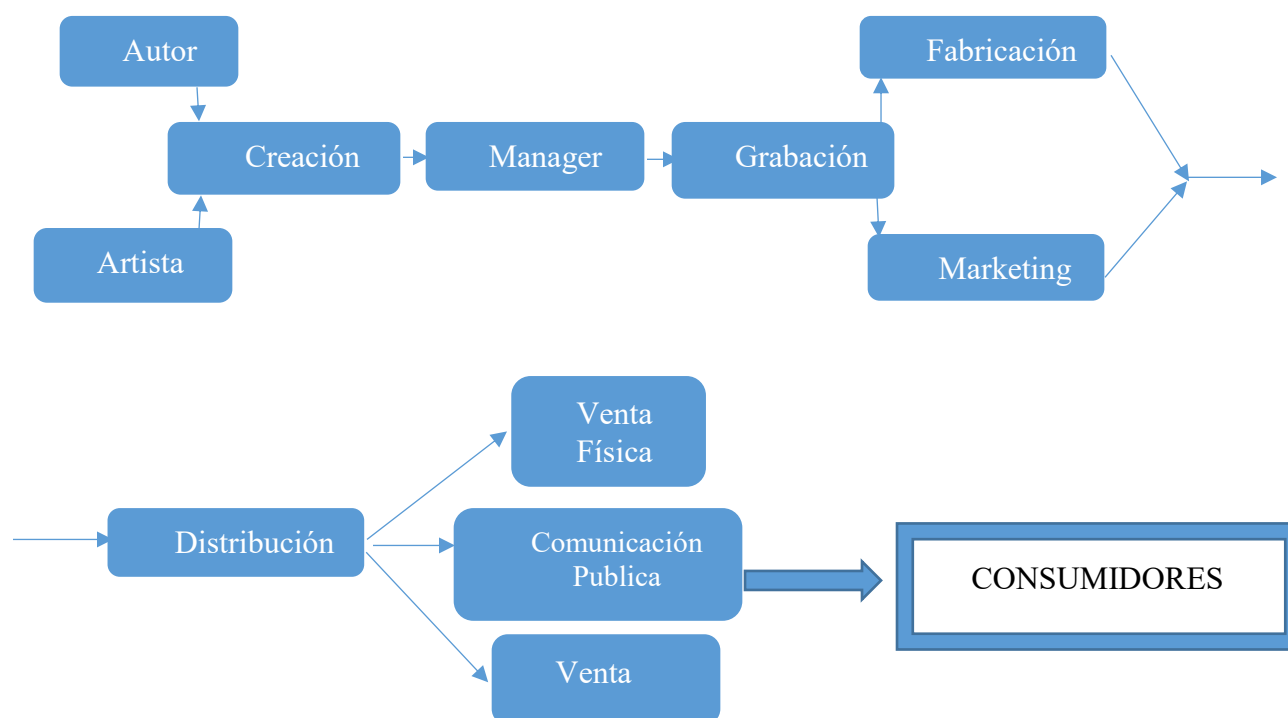 Autor
Fabricación
Creación
Manager
Grabación
Artista
Marketing
Venta
Física
Distribución
Comunicación
Publica
CONSUMIDORES
Venta